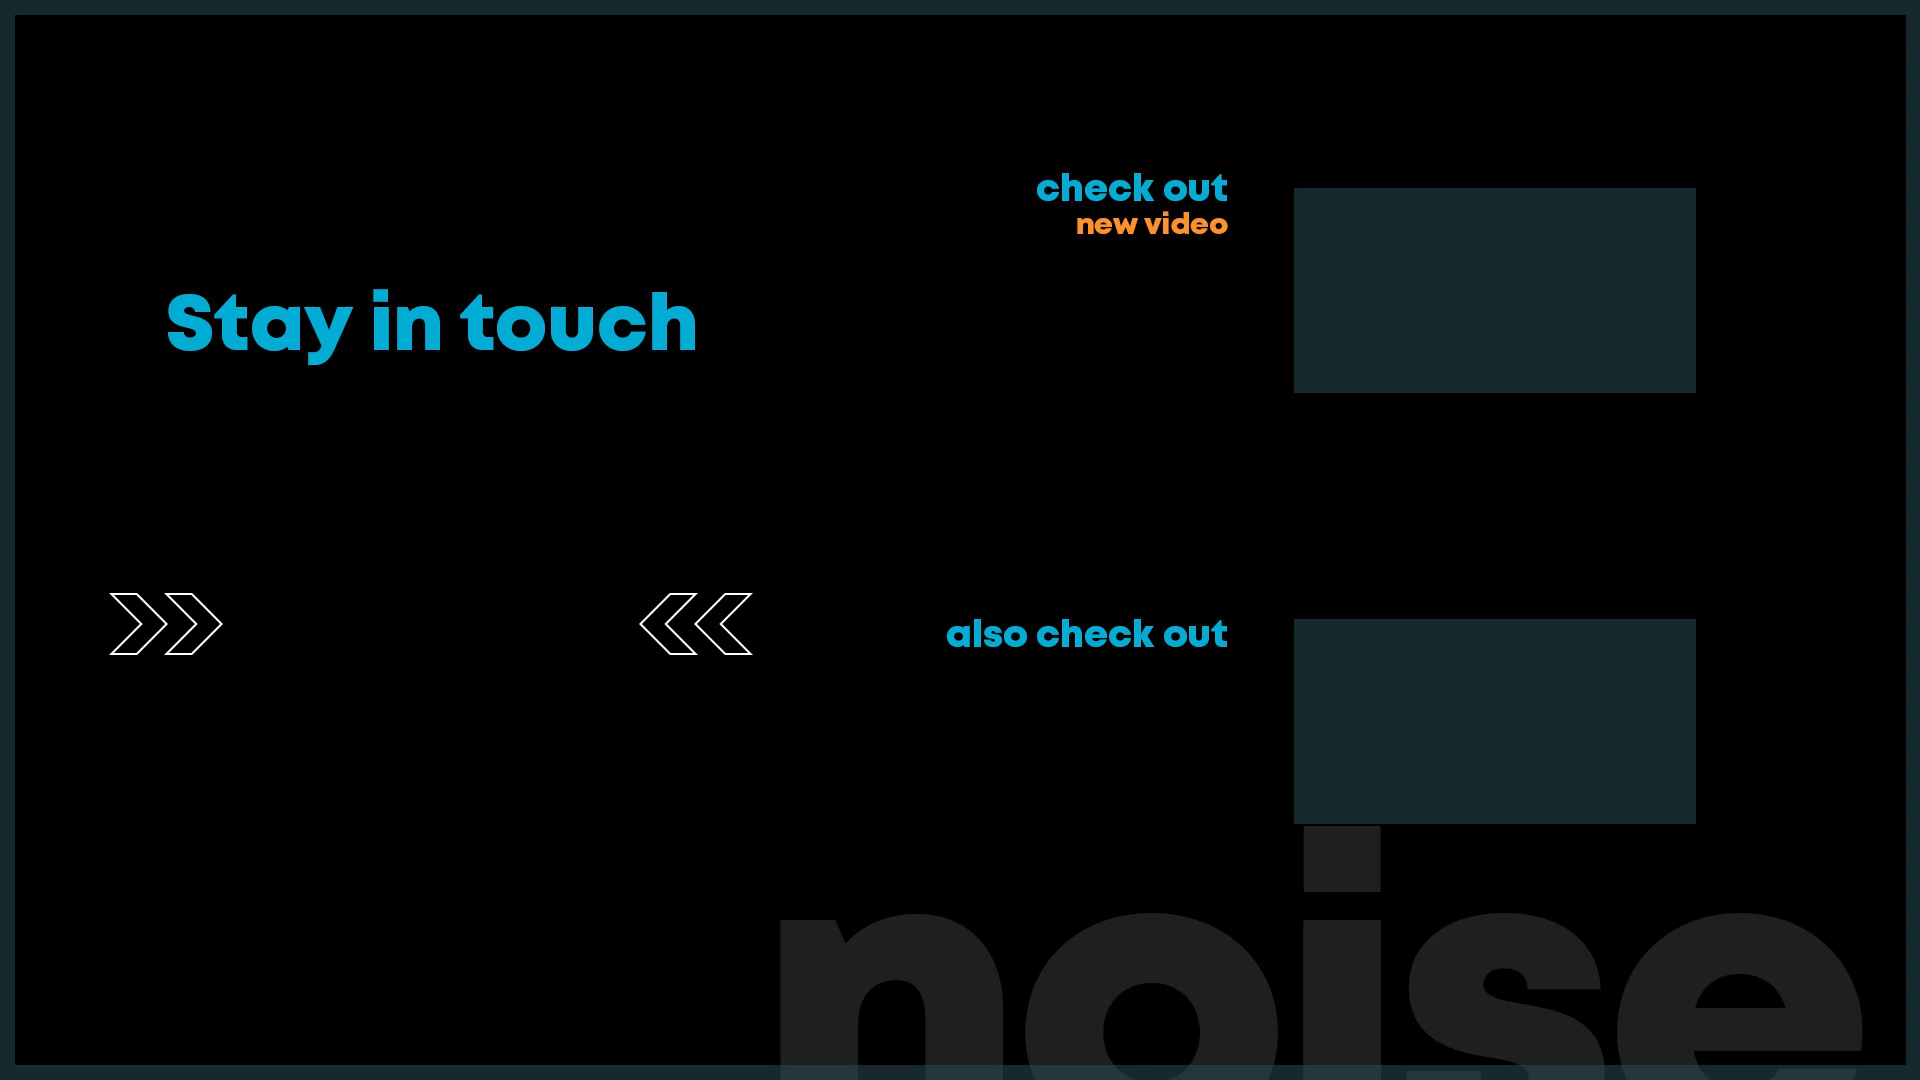 Stay in touch
check out
new video
also check out
noise